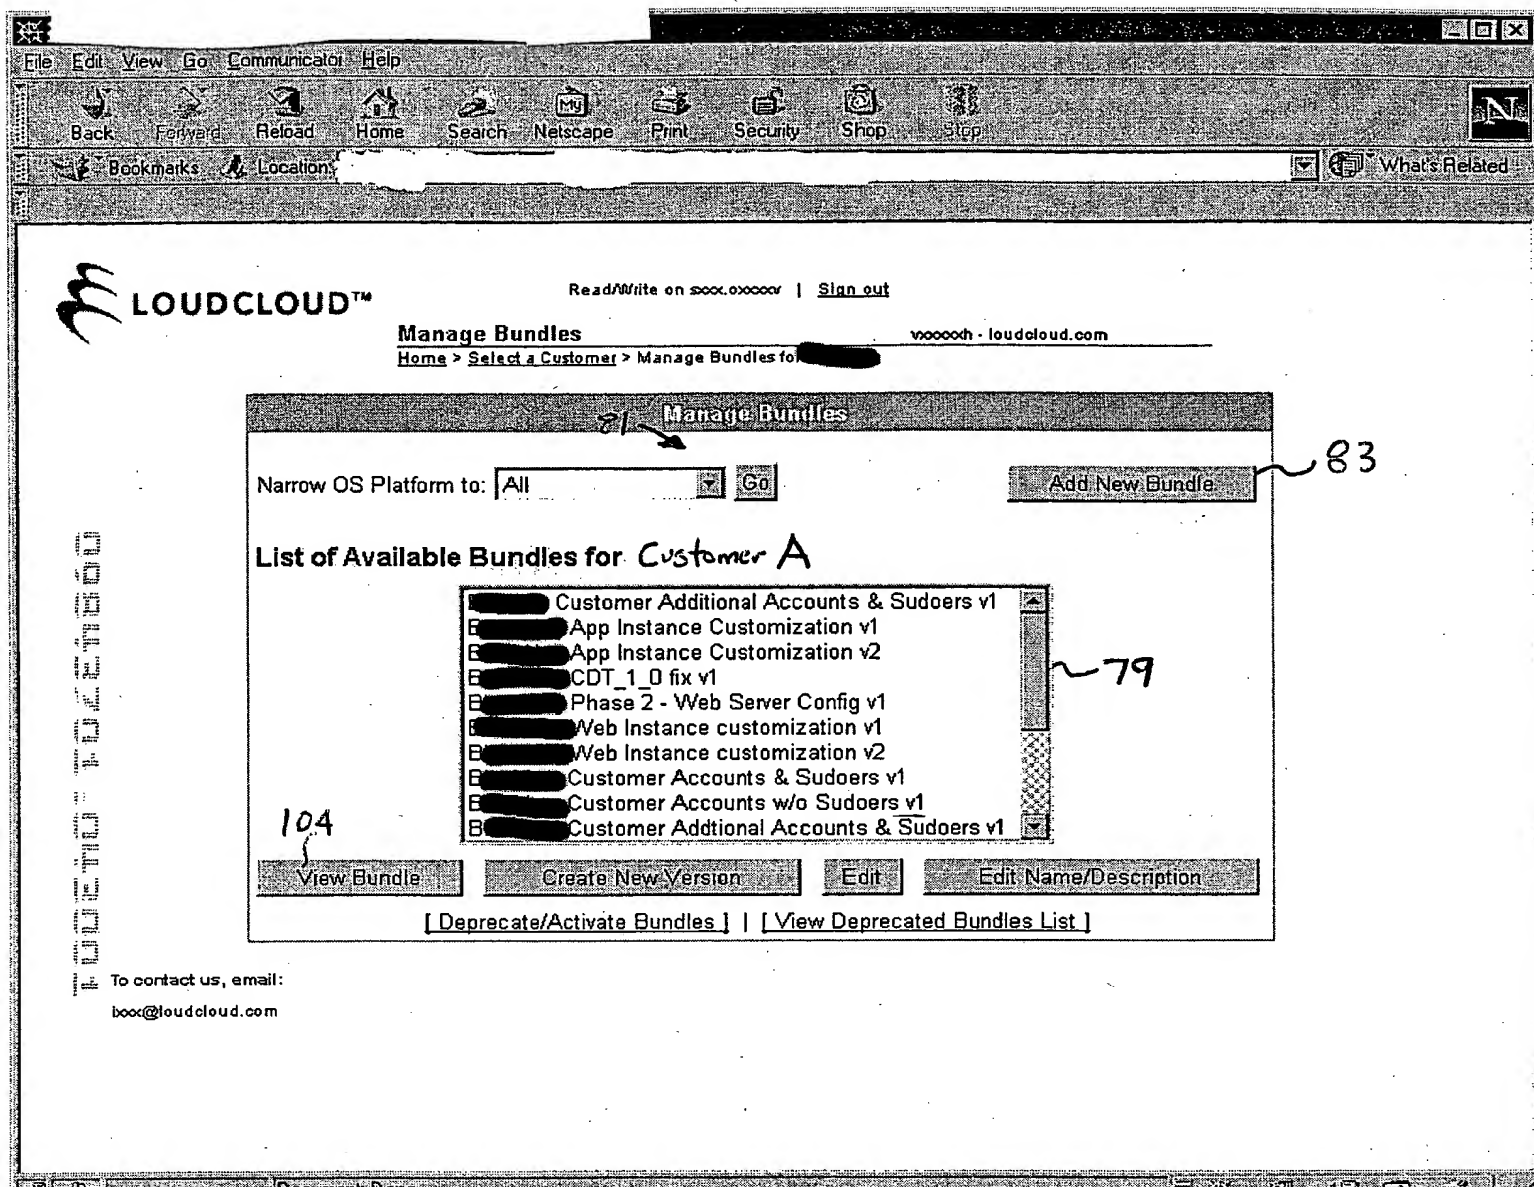 File Edit View Go Communicator Help
Back Forward Reload Home Search Netscape Print Security Shop Stop
My
N
Bookmarks Location: What's Related
LOUDCLOUD™
Read/Write on | Sign out
Manage Bundles - loudcloud.com
Home > Select a Customer > Manage Bundles for
Manage Bundles
81
Narrow OS Platform to: All Go Add New Bundle 83
List of Available Bundles for Customer A
Customer Additional Accounts & Sudoers v1
App Instance Customization v1
App Instance Customization v2
CDT_1_0 fix v1
79
Phase 2 - Web Server Config v1
Web Instance customization v1
Web Instance customization v2
Customer Accounts & Sudoers v1
Customer Accounts w/o Sudoers v1
Customer Addtional Accounts & Sudoers v1
104
View Bundle Create New Version Edit Edit Name/Description
[ Deprecate/Activate Bundles ] | [ View Deprecated Bundles List ]
To contact us, email:
ixxx@loudcloud.com